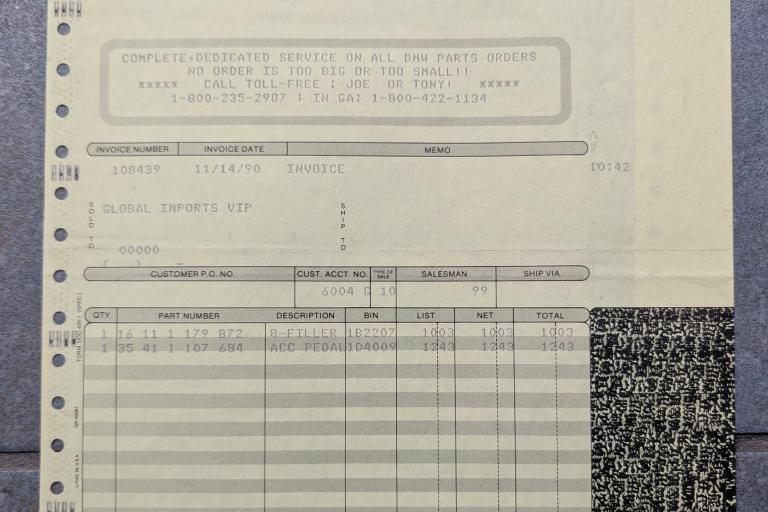 COMPLETE,DEDICATED SERVICE ON ALL BMW PARTS ORDERS
NO ORDER IS TOO BIG OR TOO SMALL!!
***** CALL TOLL-FREE ; JOE OR TONY! *****
1-800-235-2987 ; IN GA: 1-800-422-1134
INVOICE NUMBER INVOICE DATE MEMO
108439 11/14/90 INVOICE 10:42
SOLD TO GLOBAL IMPORTS VIP SHIP TO
00000
( ) -
CUSTOMER P.O. NO. CUST. ACCT. NO. TYPE OF SALE SALESMAN SHIP VIA
6004 G 10 99
QTY. PART NUMBER DESCRIPTION BIN LIST NET TOTAL
1 16 11 1 179 872 8-FILLER 1B2207 1003 1003 1003
1 35 41 1 107 684 ACC PEDAL 1D4009 1243 1243 1243
LITHO IN U.S.A.